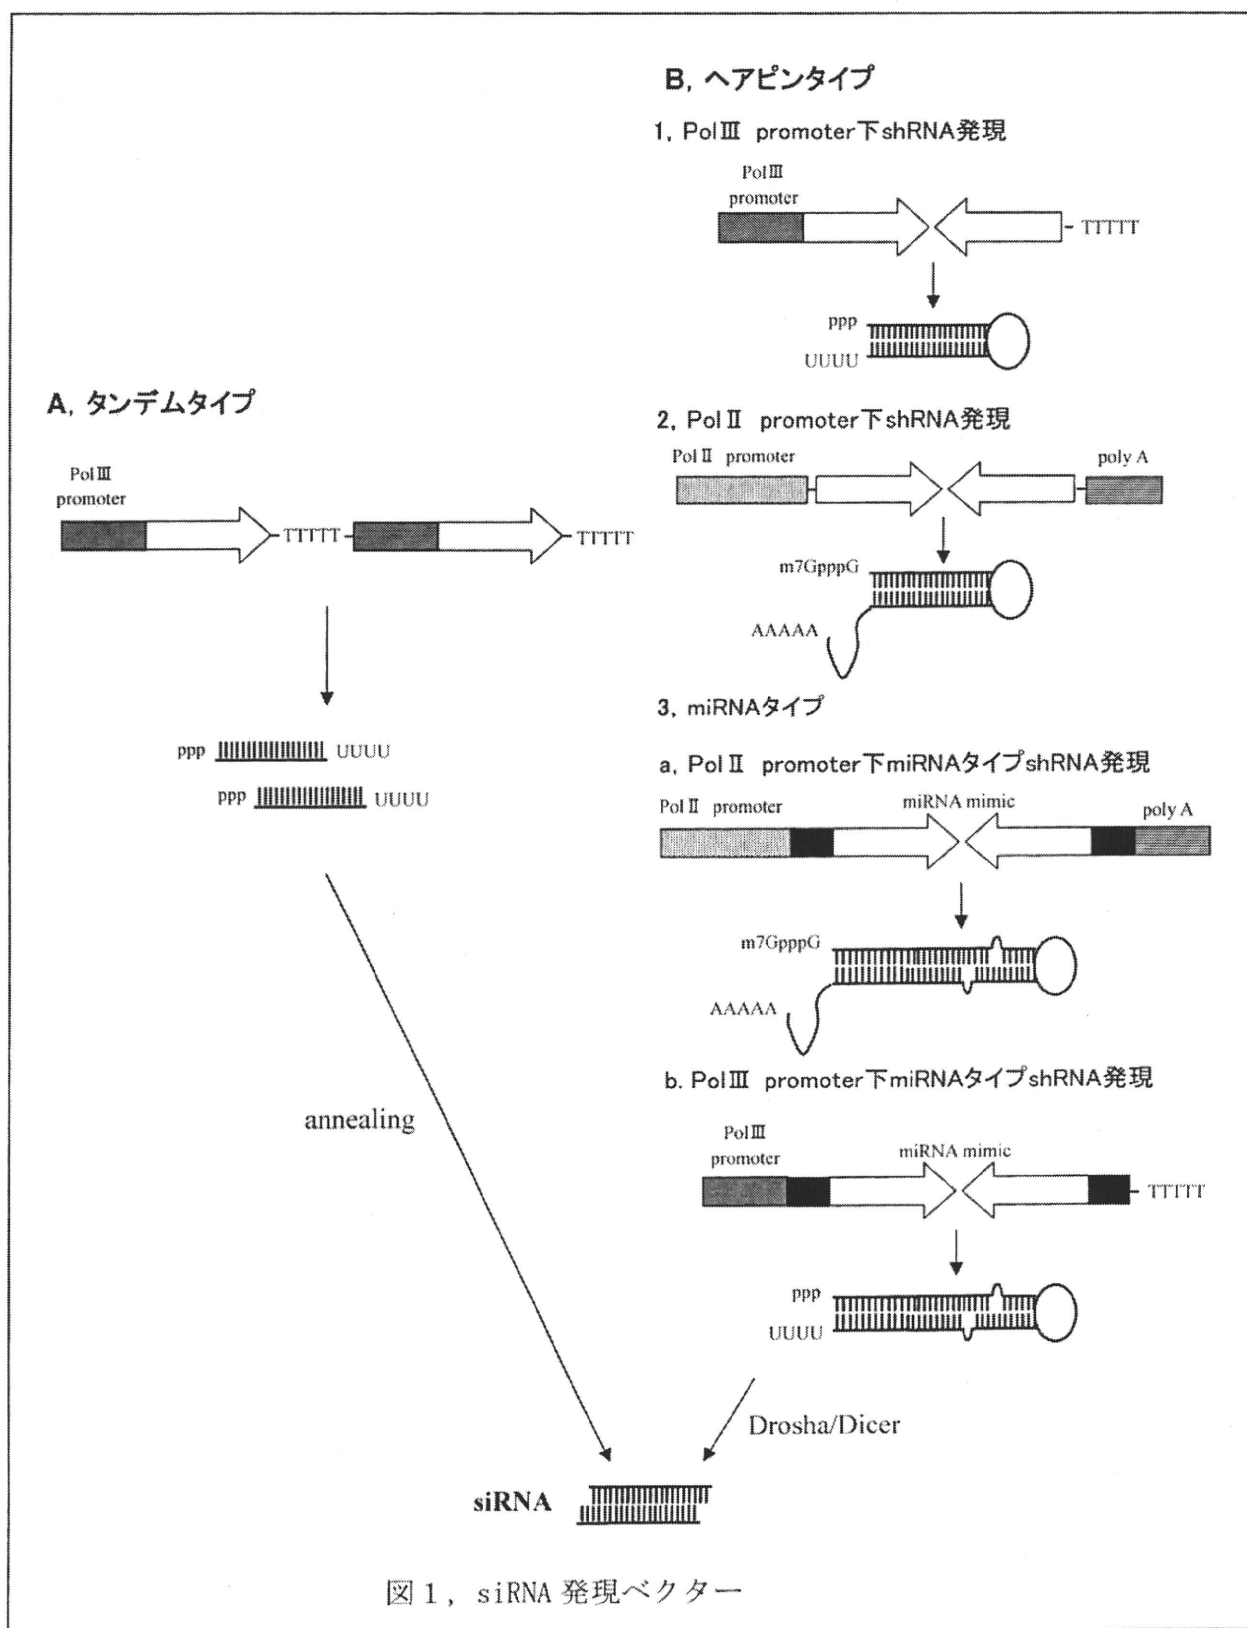 A, タンデムタイプ
PolⅢ
promoter
TTTTT
TTTTT
ppp
UUUU
ppp
UUUU
annealing
B, ヘアピンタイプ
1, PolⅢ promoter下shRNA発現
PolⅢ
promoter
TTTTT
ppp
UUUU
2, PolⅡ promoter下shRNA発現
PolⅡ promoter
poly A
m7GpppG
AAAAA
3, miRNAタイプ
a, PolⅡ promoter下miRNAタイプshRNA発現
PolⅡ promoter
miRNA mimic
poly A
m7GpppG
AAAAA
b. PolⅢ promoter下miRNAタイプshRNA発現
PolⅢ
promoter
miRNA mimic
TTTTT
ppp
UUUU
Drosha/Dicer
siRNA
図1, siRNA発現ベクター